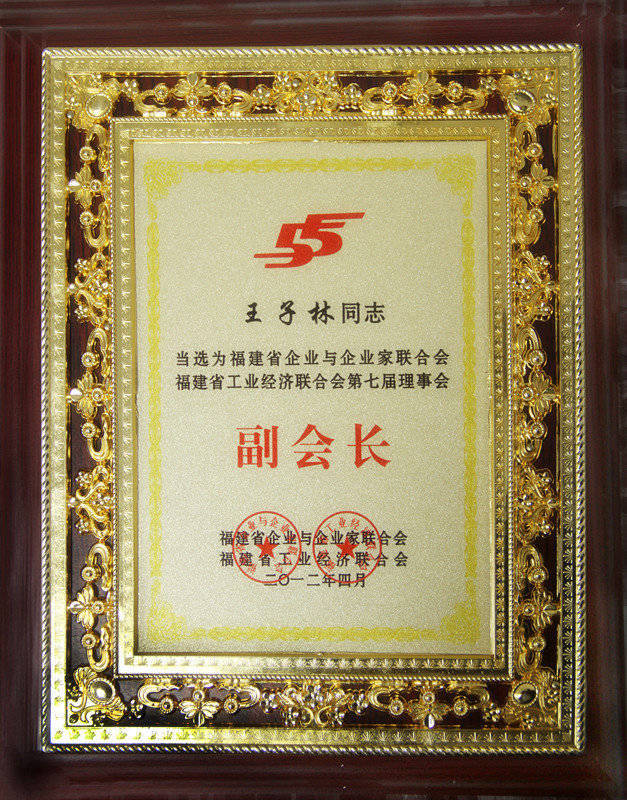 王子林同志
当选为福建省企业与企业家联合会
福建省工业经济联合会第七届理事会
副会长
福建省企业与企业家联合会
福建省工业经济联合会
二〇一二年四月